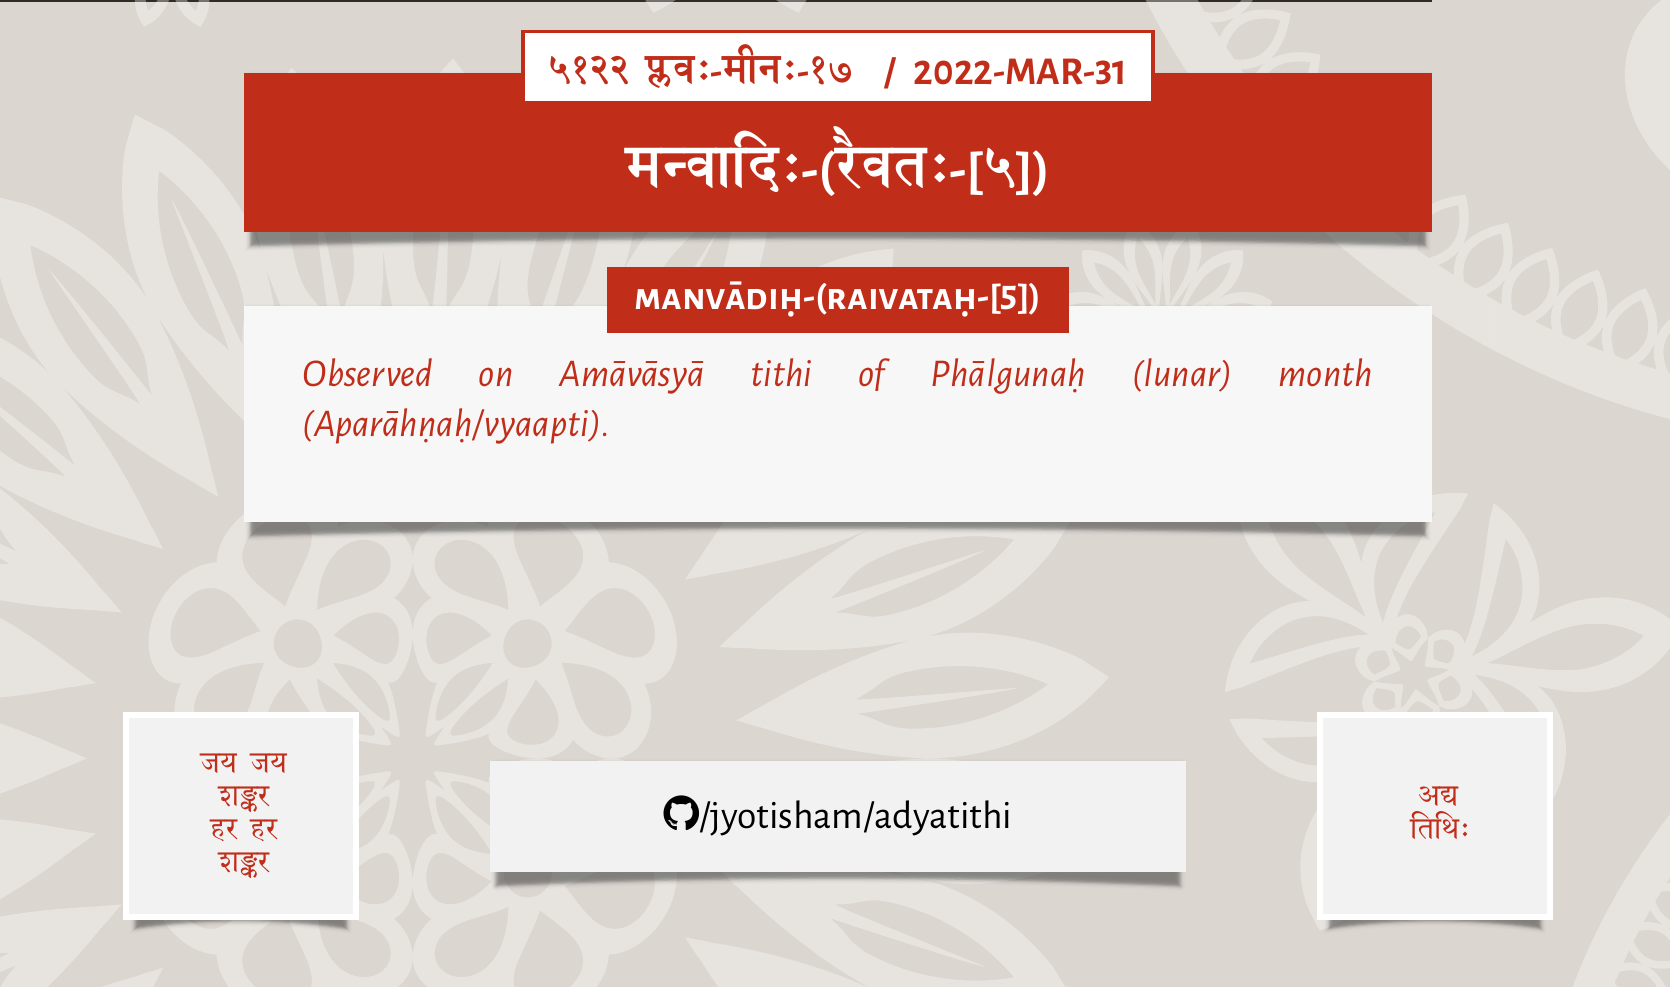 ५१२२ प्लवः-मीनः-१७ / 2022-MAR-31
मन्वादिः-(रैवतः-[५])
MANVĀDIḤ-(RAIVATAḤ-[5])
Observed on Amāvāsyā tithi of Phālgunaḥ (lunar) month
(Aparāhṇaḥ/vyaapti).
जय जय
शङ्कर
हर हर
शङ्कर
/jyotisham/adyatithi
अद्य
तिथिः